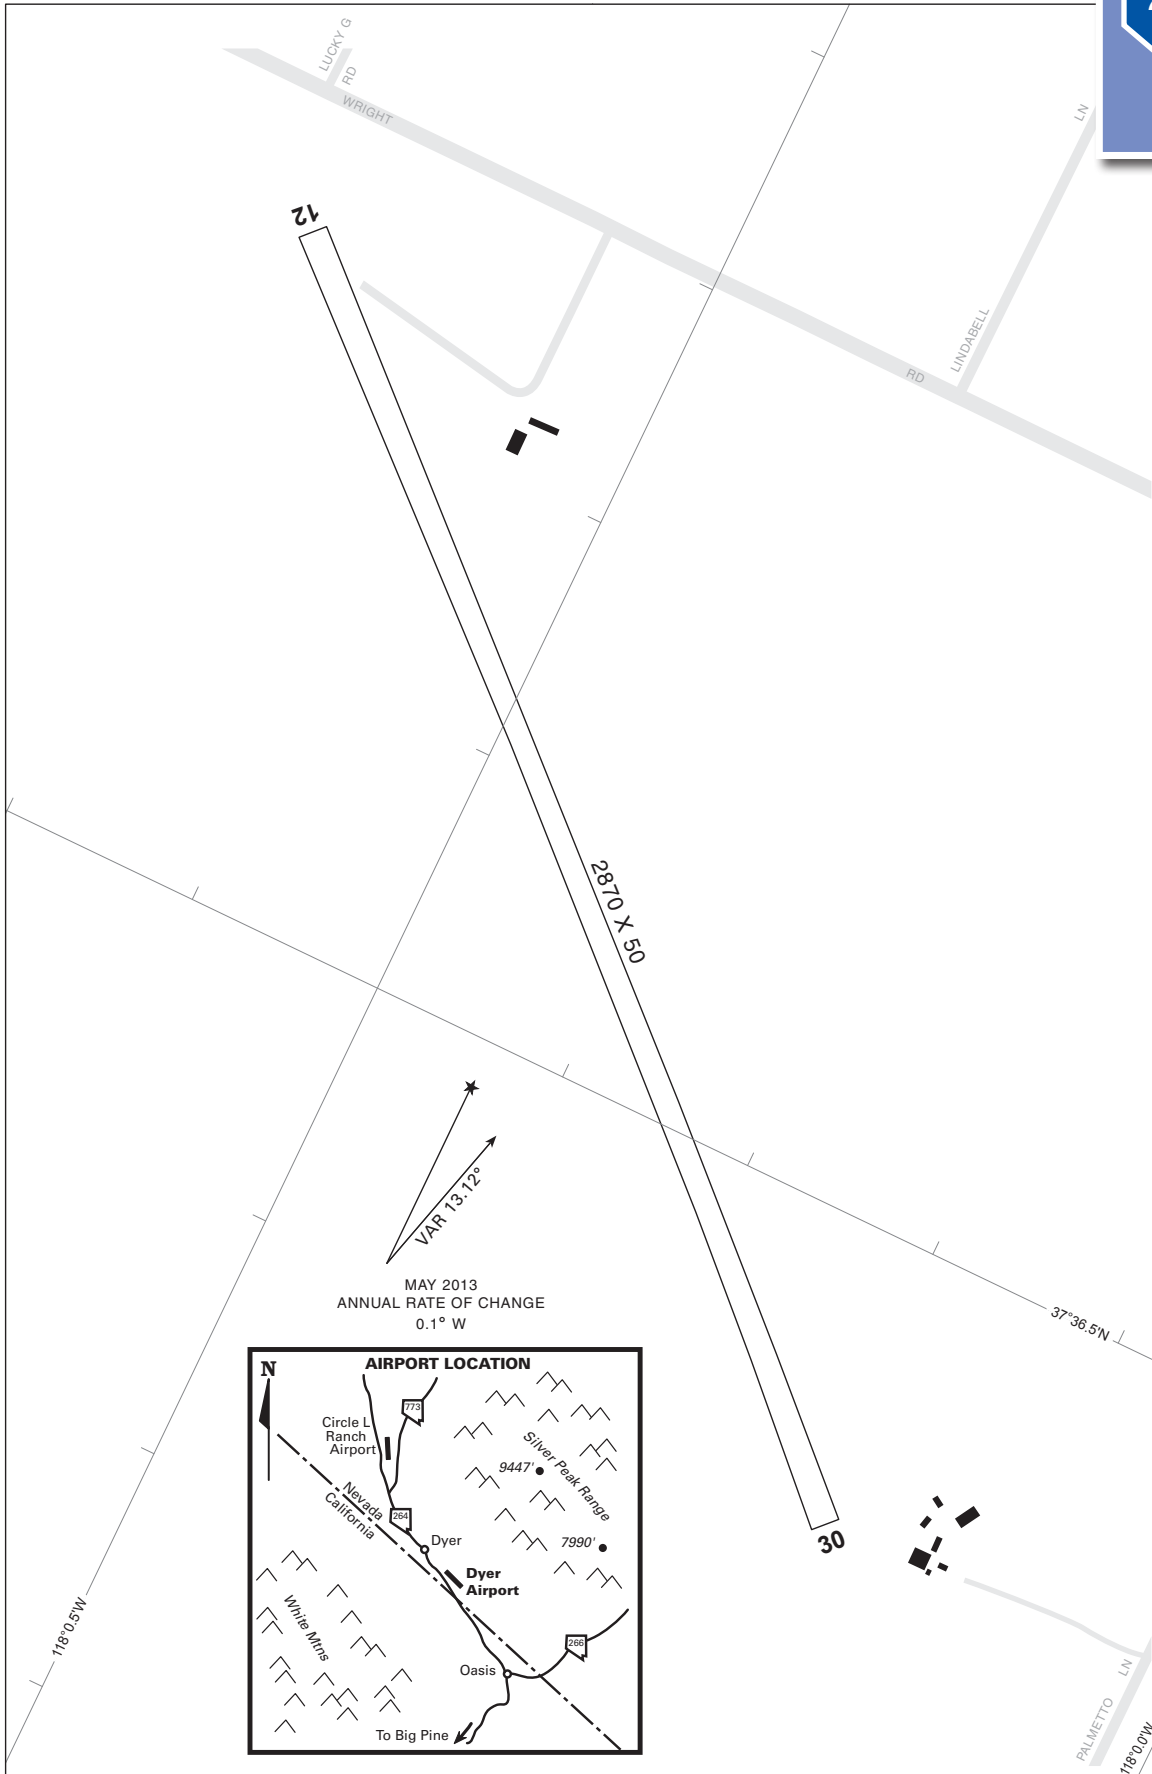 LUCKY G
RD
WRIGHT
LN
12
LINDABELL
RD
2870 X 50
VAR 13.12°
MAY 2013
ANNUAL RATE OF CHANGE
0.1° W
37°36.5'N
AIRPORT LOCATION
N
773
Circle L
Ranch
Airport
Silver Peak Range
9447'
Nevada
California
264
Dyer
7990'
Dyer
Airport
White Mtns
266
Oasis
To Big Pine
30
118°0.5'W
LN
PALMETTO
118°0.0'W